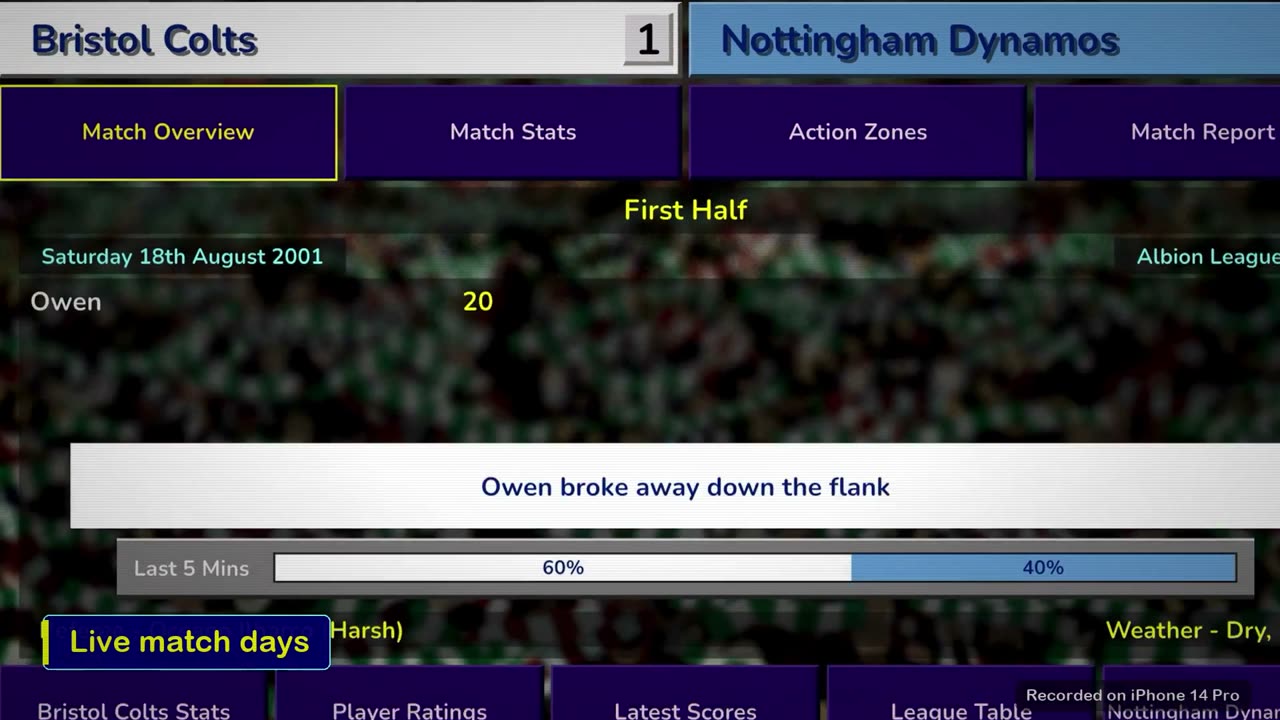 Bristol Colts 1 Nottingham Dynamos
Match Overview Match Stats Action Zones Match Report
First Half
Saturday 18th August 2001 Albion League
Owen 20
Owen broke away down the flank
Last 5 Mins 60% 40%
Harsh) Weather - Dry,
Live match days
Recorded on iPhone 14 Pro
Bristol Colts Stats Player Ratings Latest Scores League Table Nottingham Dynam